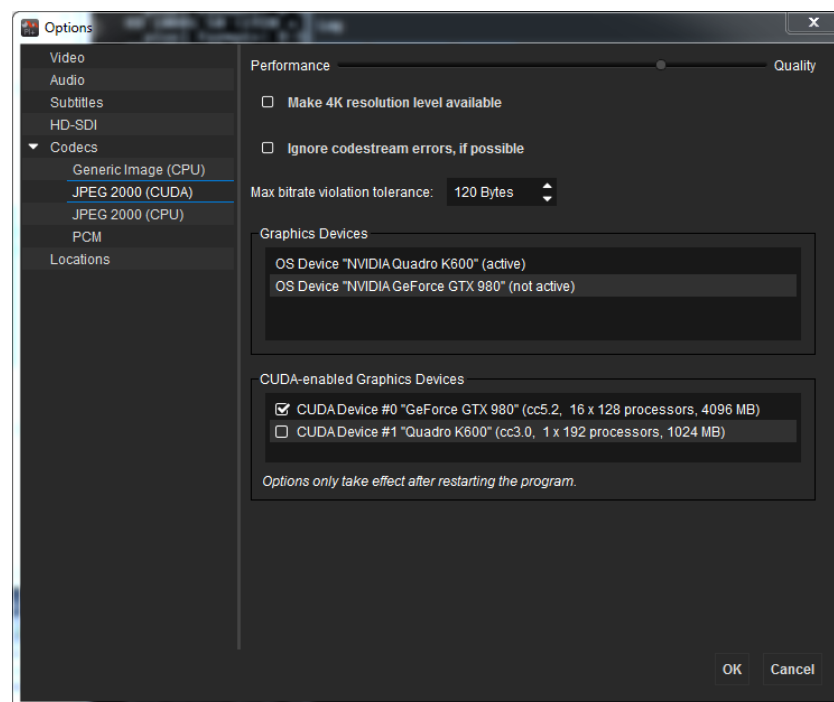 Options
x
Video
Audio
Subtitles
HD-SDI
Codecs
Generic Image (CPU)
JPEG 2000 (CUDA)
JPEG 2000 (CPU)
PCM
Locations
Performance Quality
Make 4K resolution level available
Ignore codestream errors, if possible
Max bitrate violation tolerance: 120 Bytes
Graphics Devices
OS Device "NVIDIA Quadro K600" (active)
OS Device "NVIDIA GeForce GTX 980" (not active)
CUDA-enabled Graphics Devices
CUDA Device #0 "GeForce GTX 980" (cc5.2, 16 x 128 processors, 4096 MB)
CUDA Device #1 "Quadro K600" (cc3.0, 1 x 192 processors, 1024 MB)
Options only take effect after restarting the program.
OK Cancel